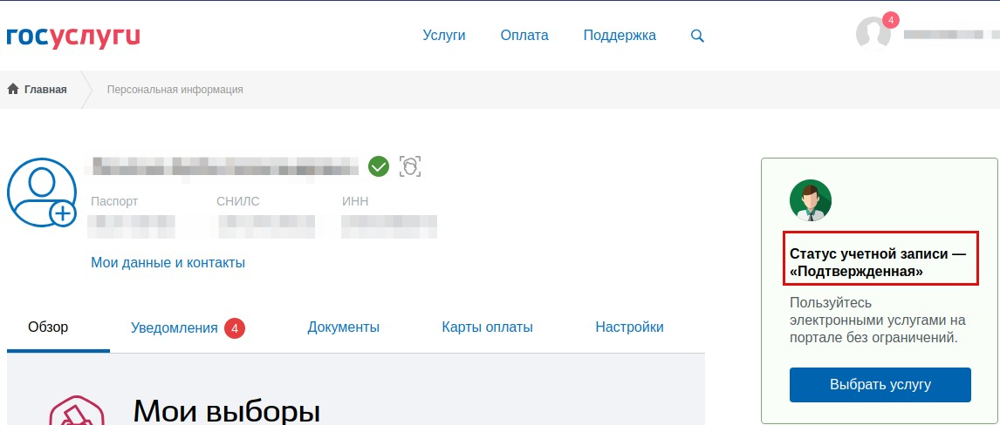 госуслуги
Услуги
Оплата
Поддержка
4
Главная
Персональная информация
Паспорт
СНИЛС
ИНН
Мои данные и контакты
Обзор
Уведомления 4
Документы
Карты оплаты
Настройки
Мои выборы
Статус учетной записи —
«Подтвержденная»
Пользуйтесь
электронными услугами на
портале без ограничений.
Выбрать услугу